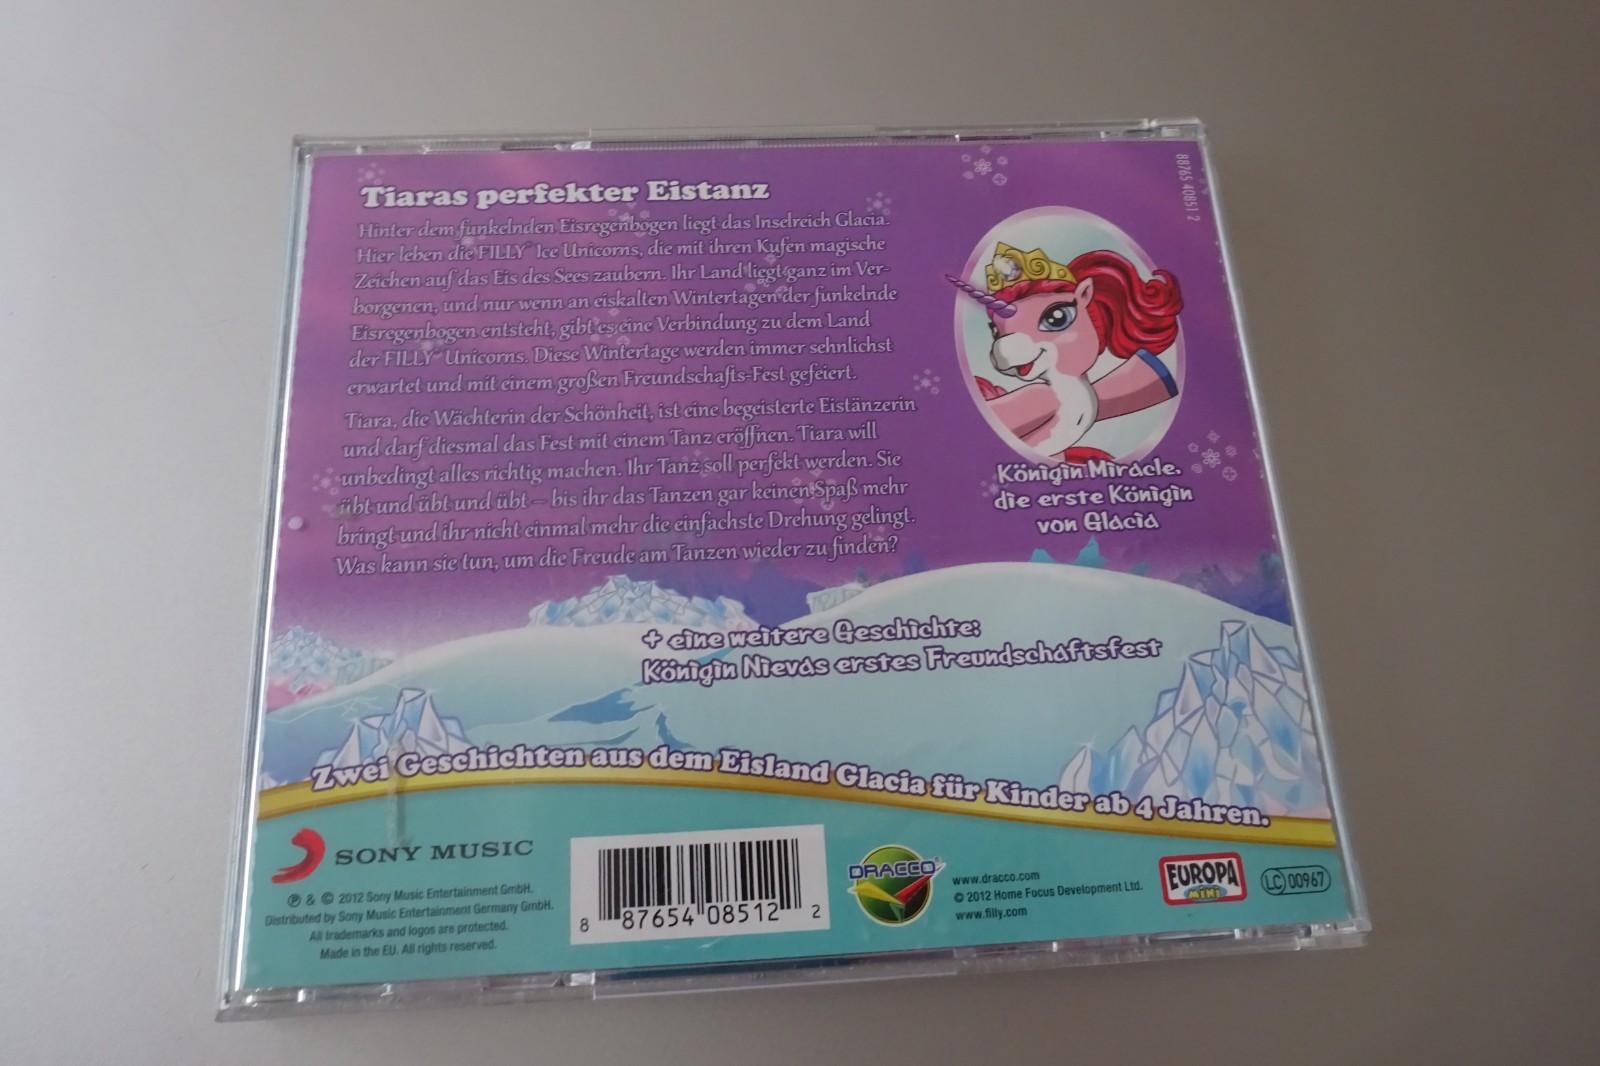 Tiaras perfekter Eistanz
Hinter dem funkelnden Eisregenbogen liegt das Inselreich Glacia.
Hier leben die FILLY™ Ice Unicorns, die mit ihren Kufen magische
Zeichen auf das Eis des Sees zaubern. Ihr Land liegt ganz im Ver-
borgenen, und nur wenn an eiskalten Wintertagen der funkelnde
Eisregenbogen entsteht, gibt es eine Verbindung zu dem Land
der FILLY™ Unicorns. Diese Wintertage werden immer sehnlichst
erwartet und mit einem großen Freundschafts-Fest gefeiert.
Tiara, die Wächterin der Schönheit, ist eine begeisterte Eistänzerin
und darf diesmal das Fest mit einem Tanz eröffnen. Tiara will
unbedingt alles richtig machen. Ihr Tanz soll perfekt werden. Sie
übt und übt und übt – bis ihr das Tanzen gar keinen Spaß mehr
bringt und ihr nicht einmal mehr die einfachste Drehung gelingt.
Was kann sie tun, um die Freude am Tanzen wieder zu finden?
88765 40851 2
Königin Miracle,
die erste Königin
von Glacia
+ eine weitere Geschichte:
Königin Nievas erstes Freundschaftsfest
Zwei Geschichten aus dem Eisland Glacia für Kinder ab 4 Jahren.
SONY MUSIC
℗ & © 2012 Sony Music Entertainment GmbH.
Distributed by Sony Music Entertainment Germany GmbH.
All trademarks and logos are protected.
Made in the EU. All rights reserved.
8 87654 08512 2
DRACCO®
www.dracco.com
© 2012 Home Focus Development Ltd.
www.filly.com
EUROPA
MINI
LC 00967